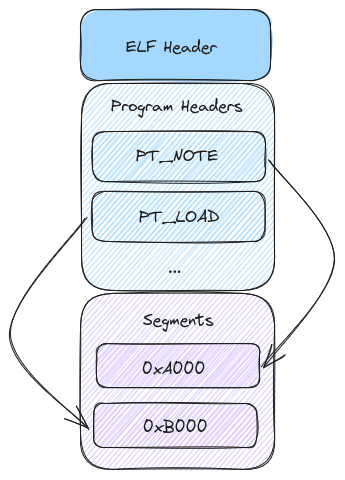 ELF Header
Program Headers
PT_NOTE
PT_LOAD
...
Segments
0xA000
0xB000